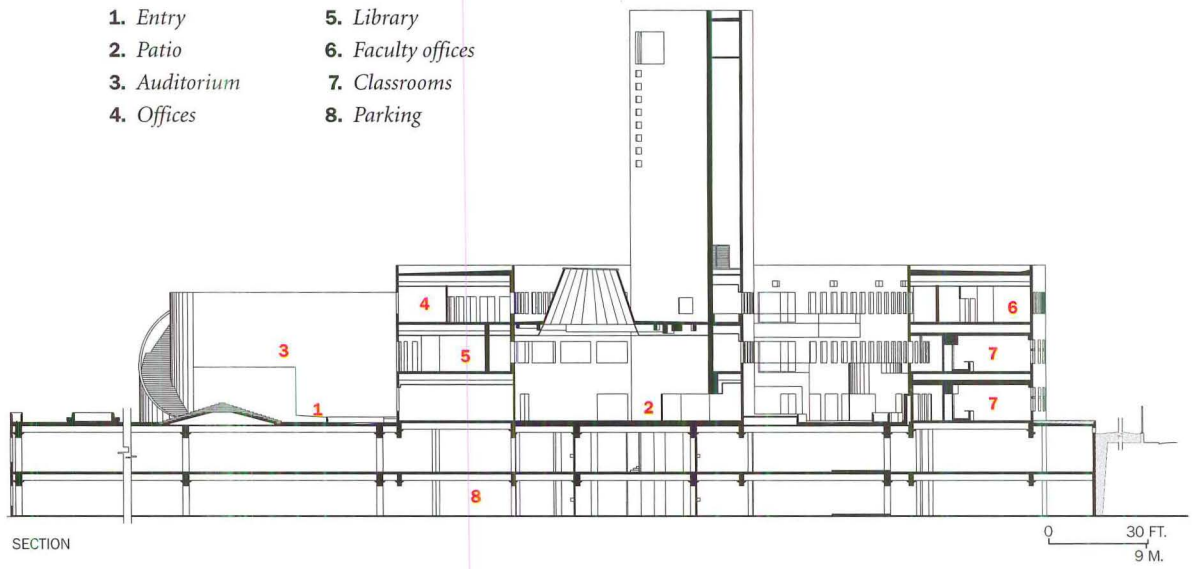 1. Entry
2. Patio
3. Auditorium
4. Offices
5. Library
6. Faculty offices
7. Classrooms
8. Parking
4
6
3
5
7
1
2
7
8
SECTION
0 30 FT.
9 M.